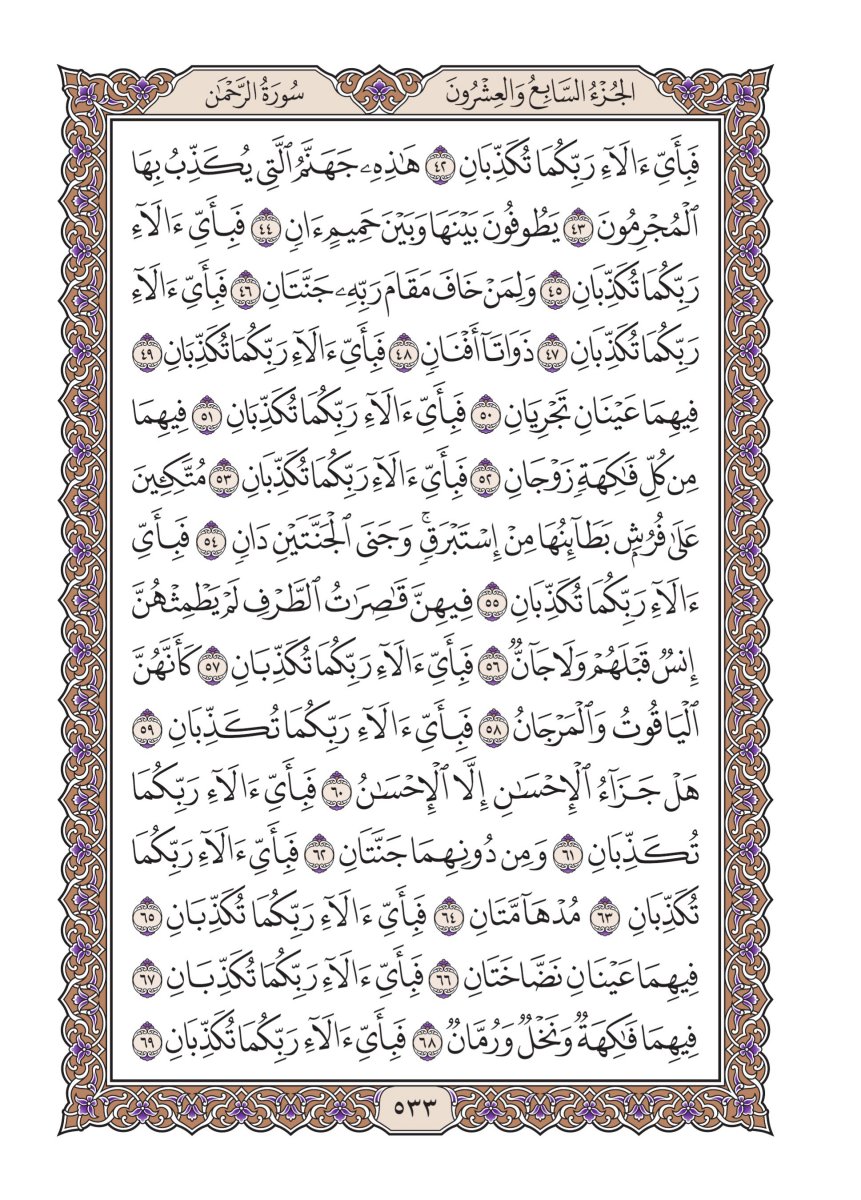 الجُزْءُ السَّابِعُ وَالعِشْرُونَ
سُورَةُ الرَّحْمَٰن
فَبِأَيِّ ءَالَآءِ رَبِّكُمَا تُكَذِّبَانِ ٤٢ هَٰذِهِۦ جَهَنَّمُ ٱلَّتِي يُكَذِّبُ بِهَا
ٱلْمُجْرِمُونَ ٤٣ يَطُوفُونَ بَيْنَهَا وَبَيْنَ حَمِيمٍ ءَانٍ ٤٤ فَبِأَيِّ ءَالَآءِ
رَبِّكُمَا تُكَذِّبَانِ ٤٥ وَلِمَنْ خَافَ مَقَامَ رَبِّهِۦ جَنَّتَانِ ٤٦ فَبِأَيِّ ءَالَآءِ
رَبِّكُمَا تُكَذِّبَانِ ٤٧ ذَوَاتَآ أَفْنَانٍ ٤٨ فَبِأَيِّ ءَالَآءِ رَبِّكُمَا تُكَذِّبَانِ ٤٩
فِيهِمَا عَيْنَانِ تَجْرِيَانِ ٥٠ فَبِأَيِّ ءَالَآءِ رَبِّكُمَا تُكَذِّبَانِ ٥١ فِيهِمَا
مِن كُلِّ فَٰكِهَةٍ زَوْجَانِ ٥٢ فَبِأَيِّ ءَالَآءِ رَبِّكُمَا تُكَذِّبَانِ ٥٣ مُتَّكِـِٔينَ
عَلَىٰ فُرُشٍۭ بَطَآئِنُهَا مِنْ إِسْتَبْرَقٍۚ وَجَنَى ٱلْجَنَّتَيْنِ دَانٍ ٥٤ فَبِأَيِّ
ءَالَآءِ رَبِّكُمَا تُكَذِّبَانِ ٥٥ فِيهِنَّ قَٰصِرَٰتُ ٱلطَّرْفِ لَمْ يَطْمِثْهُنَّ
إِنسٌ قَبْلَهُمْ وَلَا جَآنٌّ ٥٦ فَبِأَيِّ ءَالَآءِ رَبِّكُمَا تُكَذِّبَانِ ٥٧ كَأَنَّهُنَّ
ٱلْيَاقُوتُ وَٱلْمَرْجَانُ ٥٨ فَبِأَيِّ ءَالَآءِ رَبِّكُمَا تُكَذِّبَانِ ٥٩
هَلْ جَزَآءُ ٱلْإِحْسَٰنِ إِلَّا ٱلْإِحْسَٰنُ ٦٠ فَبِأَيِّ ءَالَآءِ رَبِّكُمَا
تُكَذِّبَانِ ٦١ وَمِن دُونِهِمَا جَنَّتَانِ ٦٢ فَبِأَيِّ ءَالَآءِ رَبِّكُمَا
تُكَذِّبَانِ ٦٣ مُدْهَآمَّتَانِ ٦٤ فَبِأَيِّ ءَالَآءِ رَبِّكُمَا تُكَذِّبَانِ ٦٥
فِيهِمَا عَيْنَانِ نَضَّاخَتَانِ ٦٦ فَبِأَيِّ ءَالَآءِ رَبِّكُمَا تُكَذِّبَانِ ٦٧
فِيهِمَا فَٰكِهَةٌ وَنَخْلٌ وَرُمَّانٌ ٦٨ فَبِأَيِّ ءَالَآءِ رَبِّكُمَا تُكَذِّبَانِ ٦٩
٥٣٣